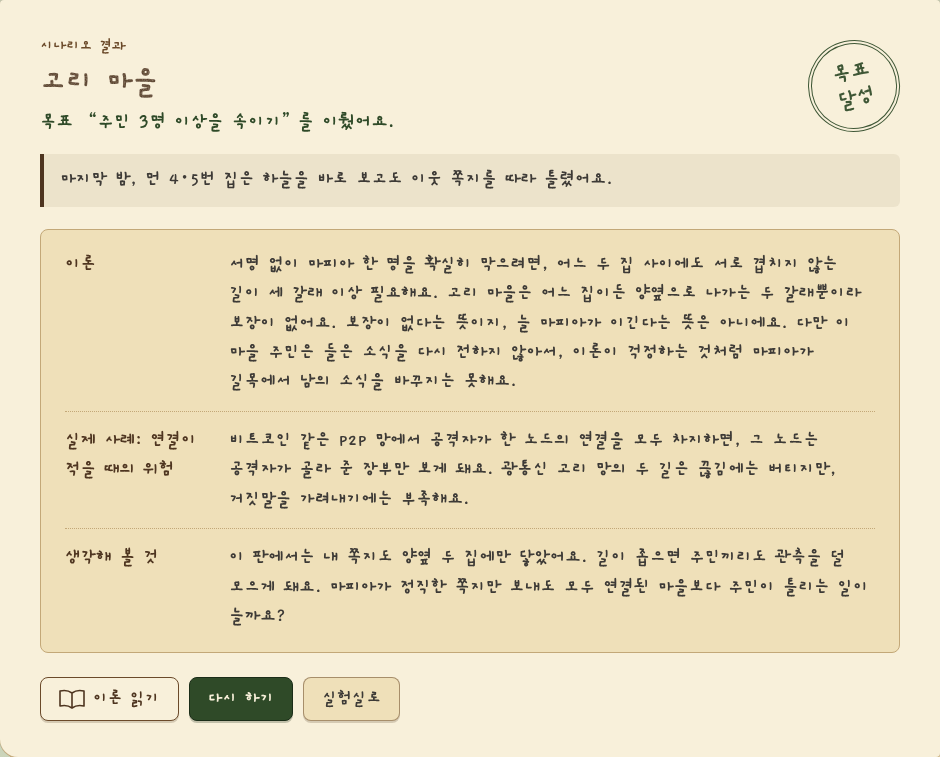 시나리오 결과
고리 마을
목표 “주민 3명 이상을 속이기” 를 이뤘어요.
목표
달성
마지막 밤, 먼 4·5번 집은 하늘을 바로 보고도 이웃 쪽지를 따라 틀렸어요.
이론
서명 없이 마피아 한 명을 확실히 막으려면, 어느 두 집 사이에도 서로 겹치지 않는
길이 세 갈래 이상 필요해요. 고리 마을은 어느 집이든 양옆으로 나가는 두 갈래뿐이라
보장이 없어요. 보장이 없다는 뜻이지, 늘 마피아가 이긴다는 뜻은 아니에요. 다만 이
마을 주민은 들은 소식을 다시 전하지 않아서, 이론이 걱정하는 것처럼 마피아가
길목에서 남의 소식을 바꾸지는 못해요.
실제 사례: 연결이
적을 때의 위험
비트코인 같은 P2P 망에서 공격자가 한 노드의 연결을 모두 차지하면, 그 노드는
공격자가 골라 준 장부만 보게 돼요. 광통신 고리 망의 두 길은 끊김에는 버티지만,
거짓말을 가려내기에는 부족해요.
생각해 볼 것
이 판에서는 내 쪽지도 양옆 두 집에만 닿았어요. 길이 좁으면 주민끼리도 관측을 덜
모으게 돼요. 마피아가 정직한 쪽지만 보내도 모두 연결된 마을보다 주민이 틀리는 일이
늘까요?
이론 읽기
다시 하기
실험실로